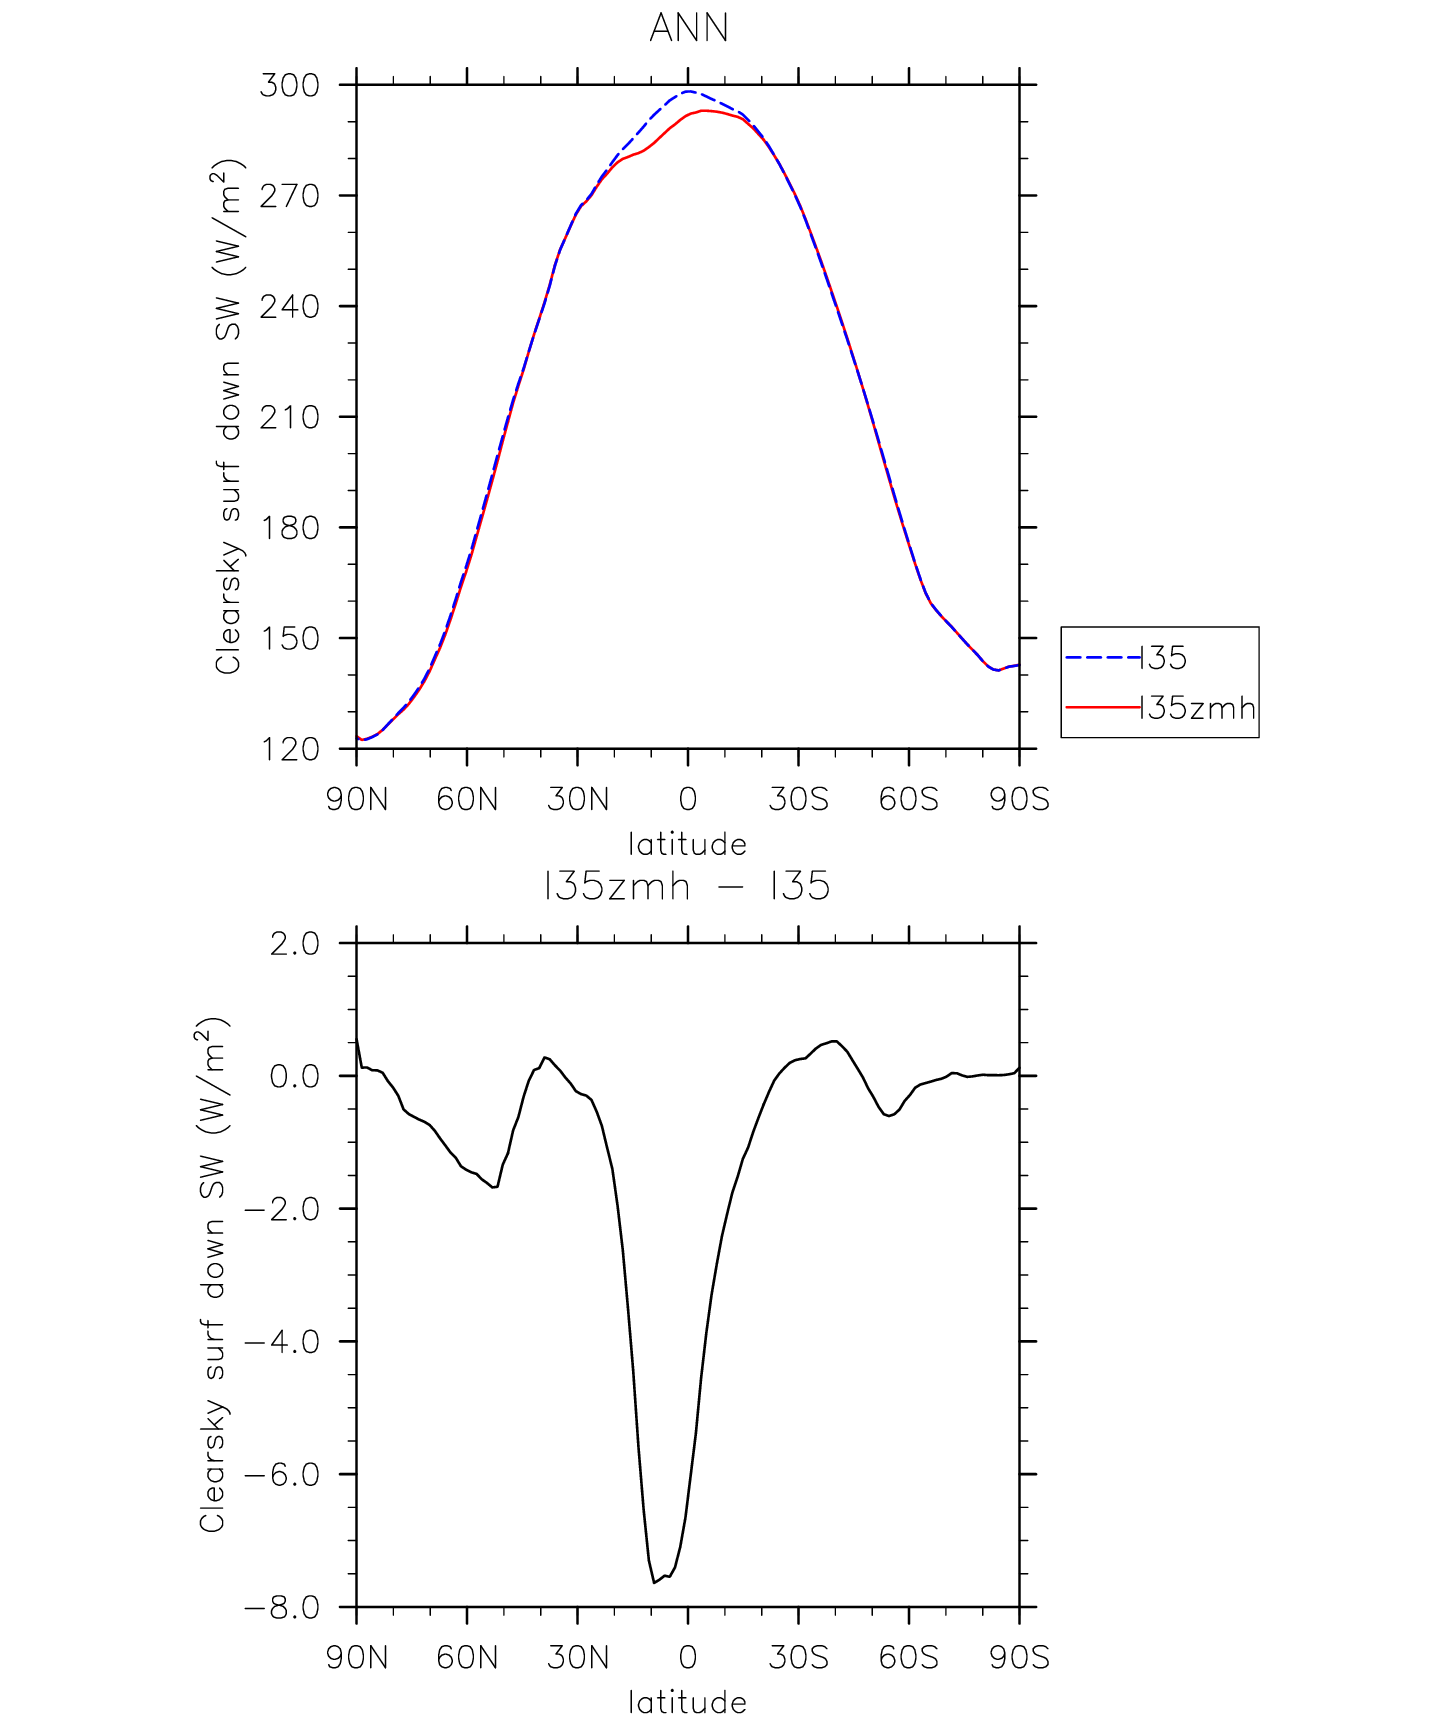 ANN
Clearsky surf down SW (W/m²)
300
270
240
210
180
150
120
90N 60N 30N 0 30S 60S 90S
latitude
I35
I35zmh
I35zmh − I35
Clearsky surf down SW (W/m²)
2.0
0.0
−2.0
−4.0
−6.0
−8.0
90N 60N 30N 0 30S 60S 90S
latitude